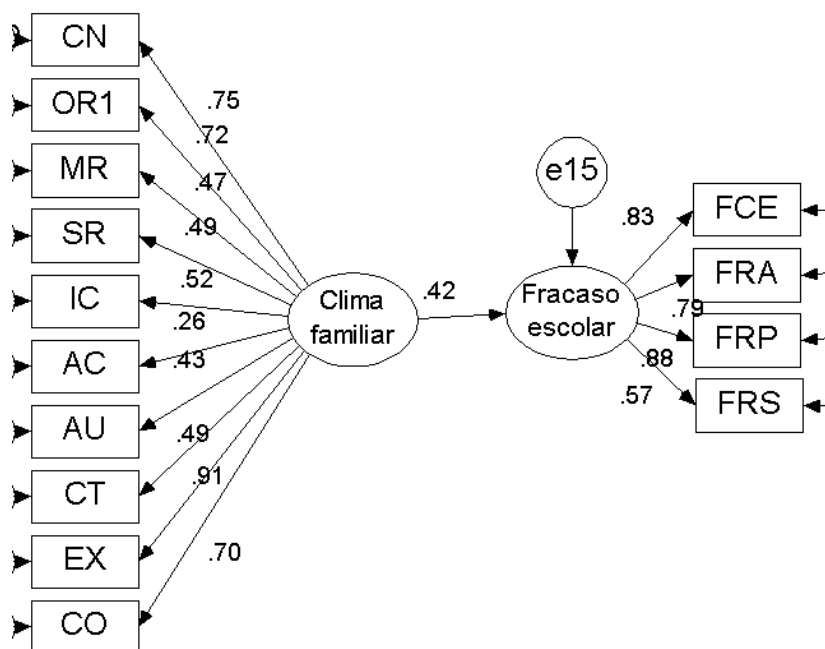 CN
OR1
MR
SR
IC
AC
AU
CT
EX
CO
.75
.72
.47
.49
.52
.26
.43
.49
.91
.70
Clima
familiar
.42
e15
Fracaso
escolar
.83
.79
.88
.57
FCE
FRA
FRP
FRS